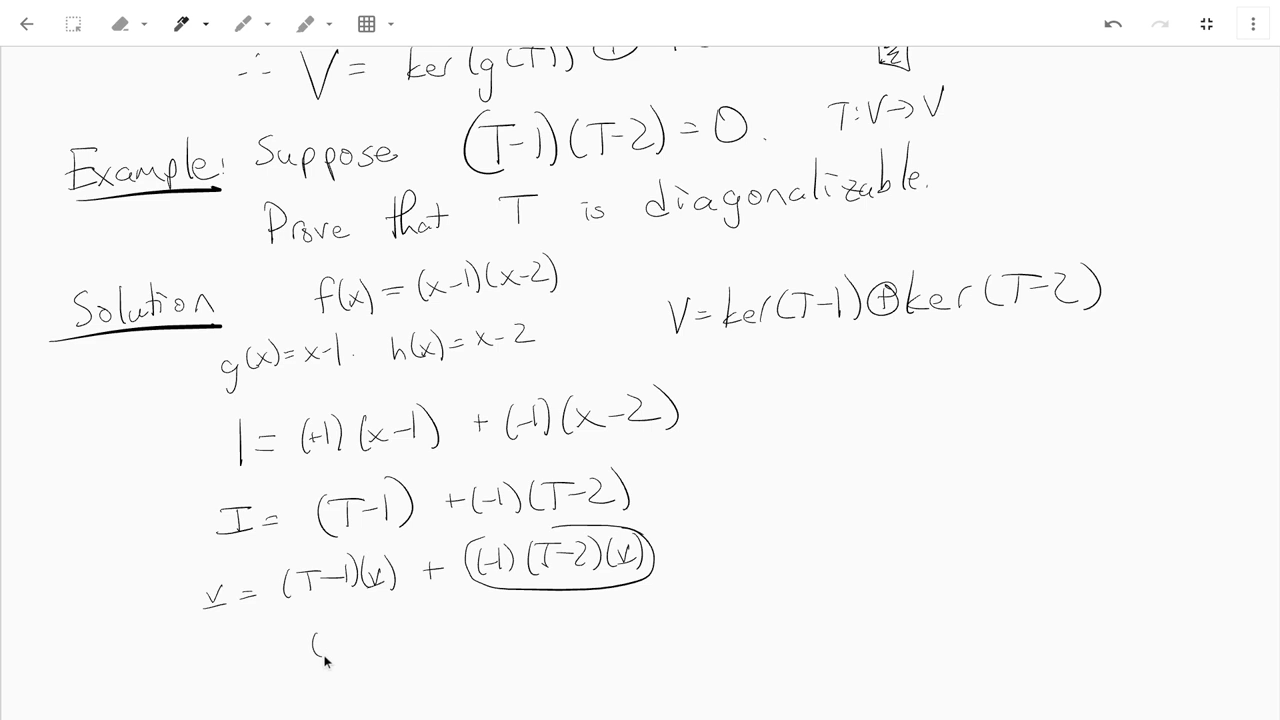 ∴ V = ker(g(T)) ⊕
Example: Suppose (T-1)(T-2) = 0. T: V → V
Prove that T is diagonalizable.
Solution f(x) = (x-1)(x-2)
V = ker(T-1) ⊕ ker(T-2)
g(x) = x-1. h(x) = x-2
1 = (+1)(x-1) + (-1)(x-2)
I = (T-1) + (-1)(T-2)
v = (T-1)(v) + (-1)(T-2)(v)
(